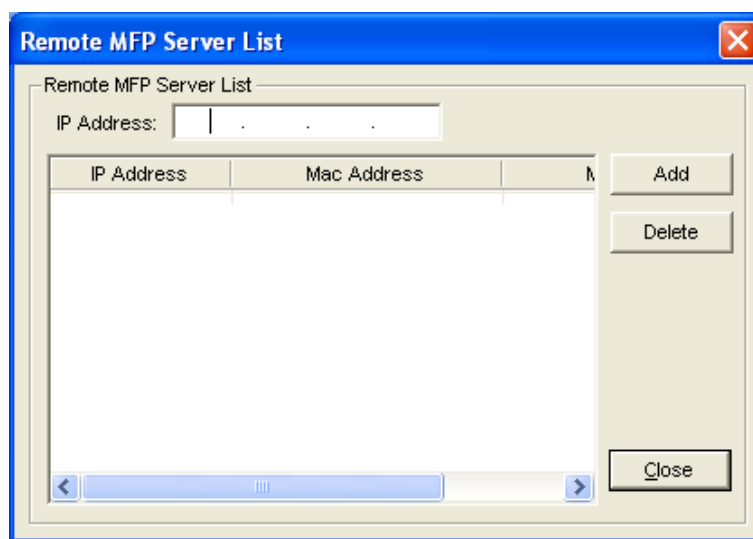 Remote MFP Server List
Remote MFP Server List
IP Address: . . .
IP Address Mac Address
Add
Delete
Close